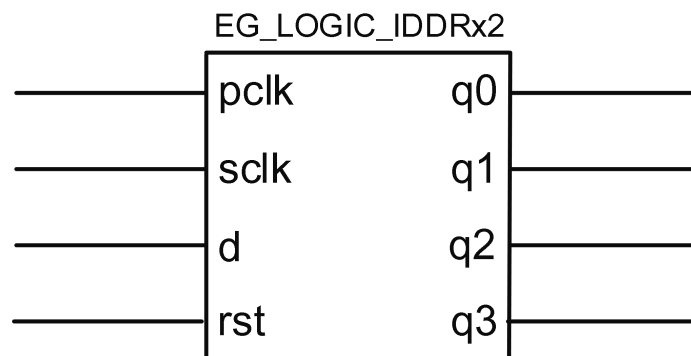 EG_LOGIC_IDDRx2
pclk q0
sclk q1
d q2
rst q3